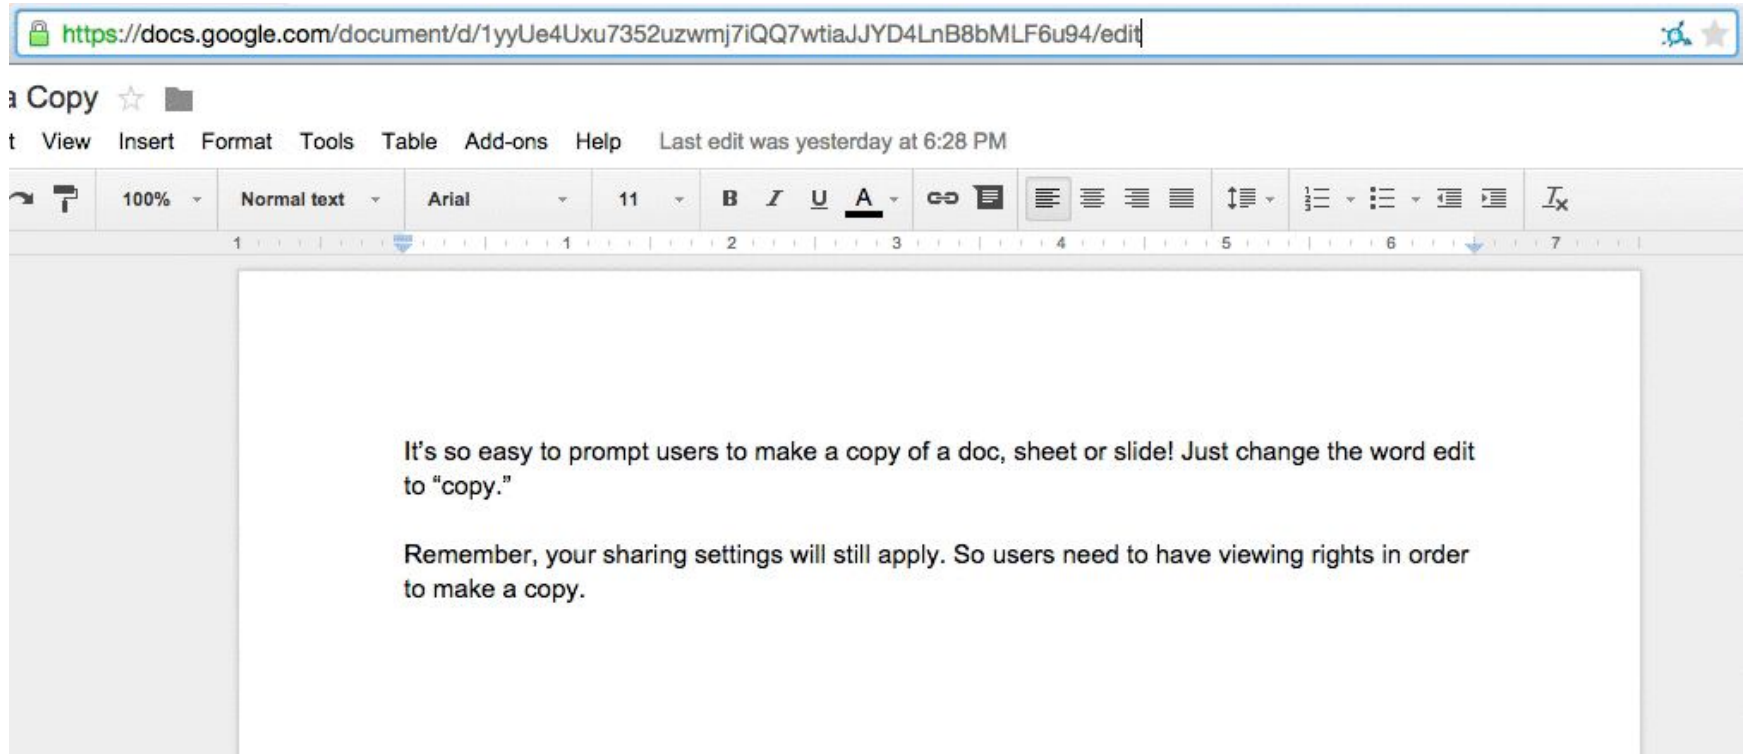 https://docs.google.com/document/d/1yyUe4Uxu7352uzwmj7iQQ7wtiaJJYD4LnB8bMLF6u94/edit
a Copy
t View Insert Format Tools Table Add-ons Help Last edit was yesterday at 6:28 PM
100% Normal text Arial 11 B I U A
1 1 2 3 4 5 6 7
It's so easy to prompt users to make a copy of a doc, sheet or slide! Just change the word edit
to “copy.”
Remember, your sharing settings will still apply. So users need to have viewing rights in order
to make a copy.